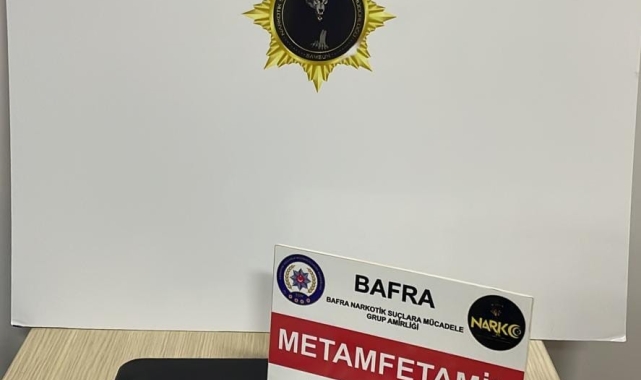 BAFRA
BAFRA NARKOTİK SUÇLARA MÜCADELE
GRUP AMİRLİĞİ
NARKO
METAMFETAMİ